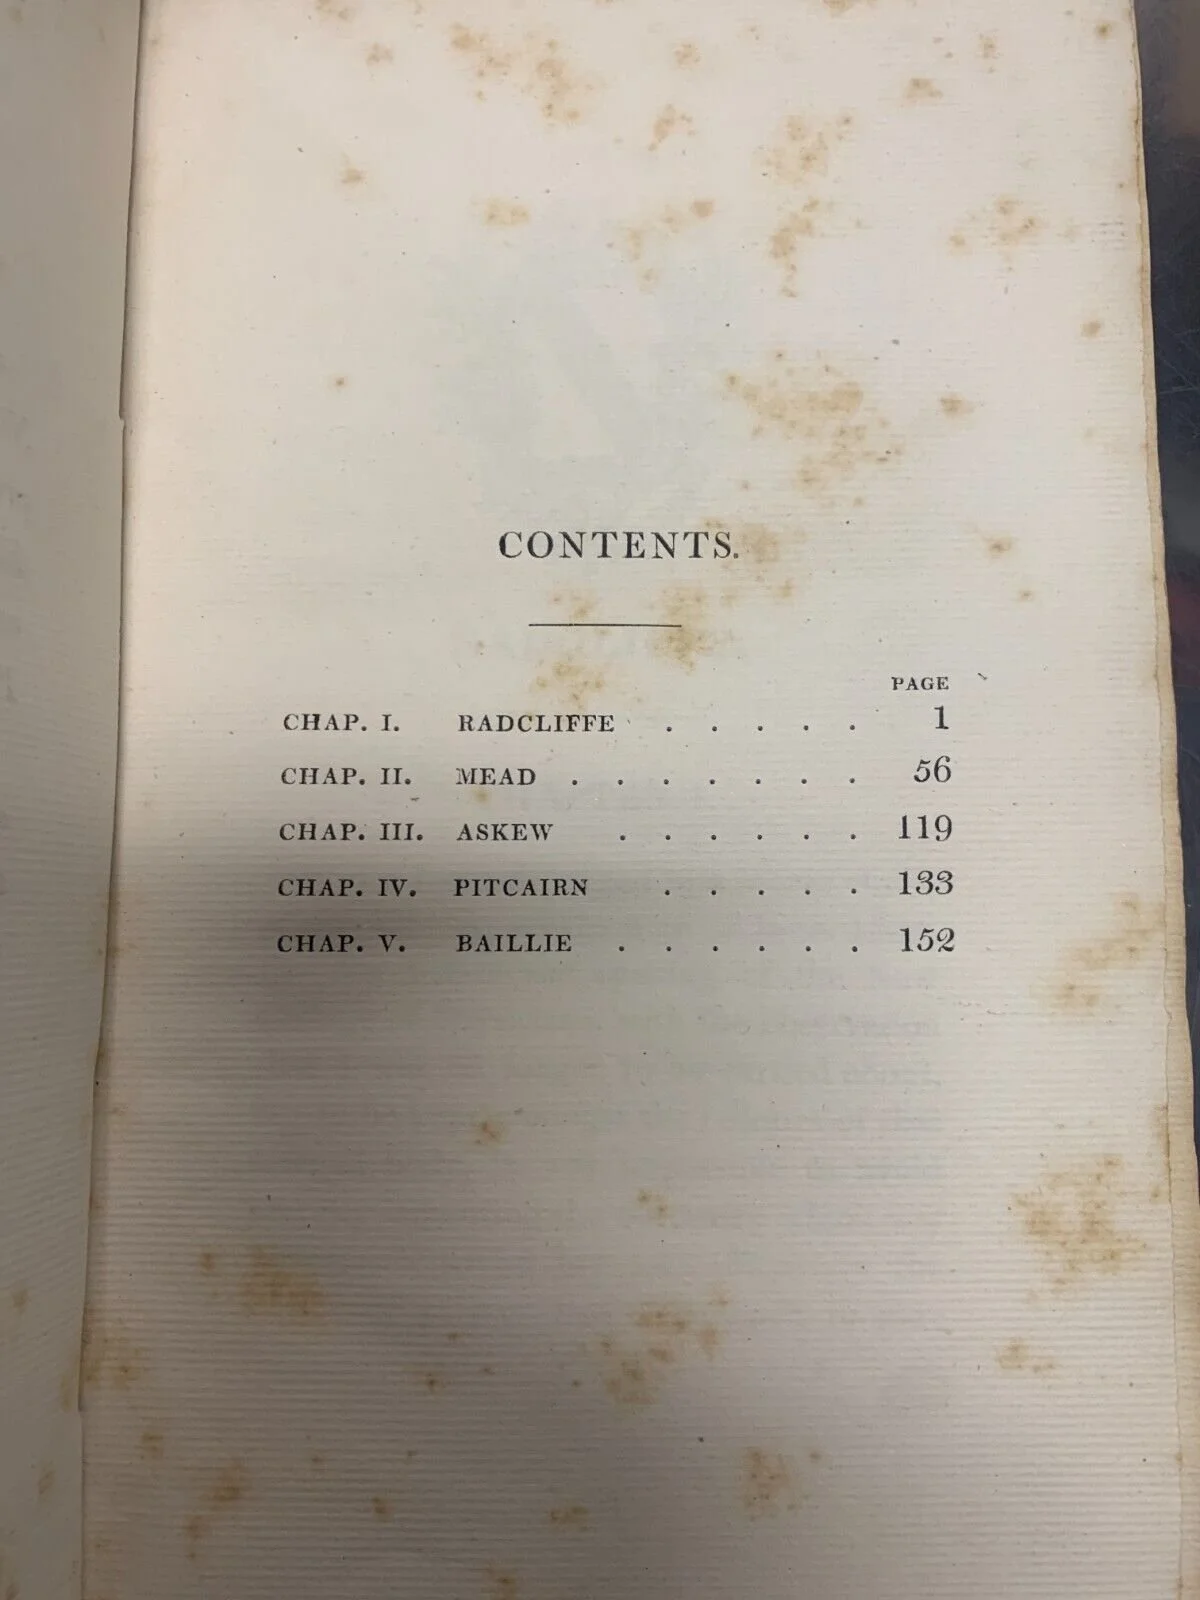 CONTENTS.
PAGE
CHAP. I. RADCLIFFE . . . . . 1
CHAP. II. MEAD . . . . . . . 56
CHAP. III. ASKEW . . . . . . 119
CHAP. IV. PITCAIRN . . . . . 133
CHAP. V. BAILLIE . . . . . . 152